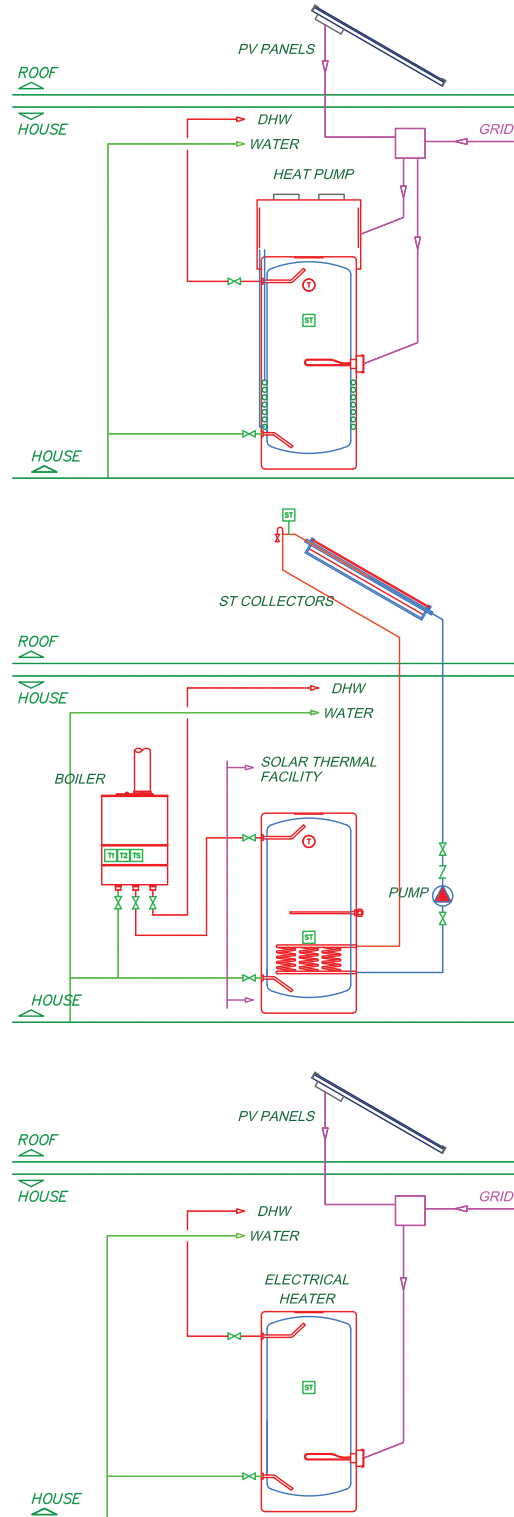 PV PANELS
ROOF
HOUSE
DHW
GRID
WATER
HEAT PUMP
T
ST
HOUSE
ST
ST COLLECTORS
ROOF
HOUSE
DHW
WATER
SOLAR THERMAL
FACILITY
BOILER
T
T1 T2 TS
PUMP
ST
HOUSE
PV PANELS
ROOF
HOUSE
GRID
DHW
WATER
ELECTRICAL
HEATER
ST
HOUSE